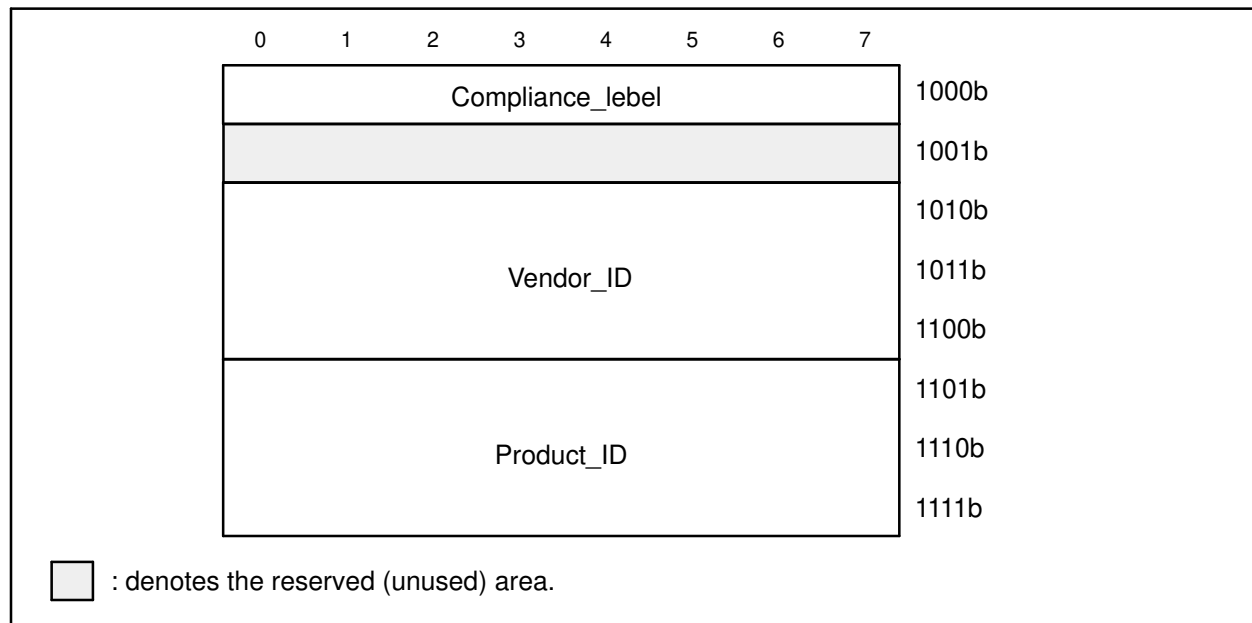 0 1 2 3 4 5 6 7
Compliance_lebel 1000b
1001b
1010b
Vendor_ID 1011b
1100b
1101b
Product_ID 1110b
1111b
: denotes the reserved (unused) area.